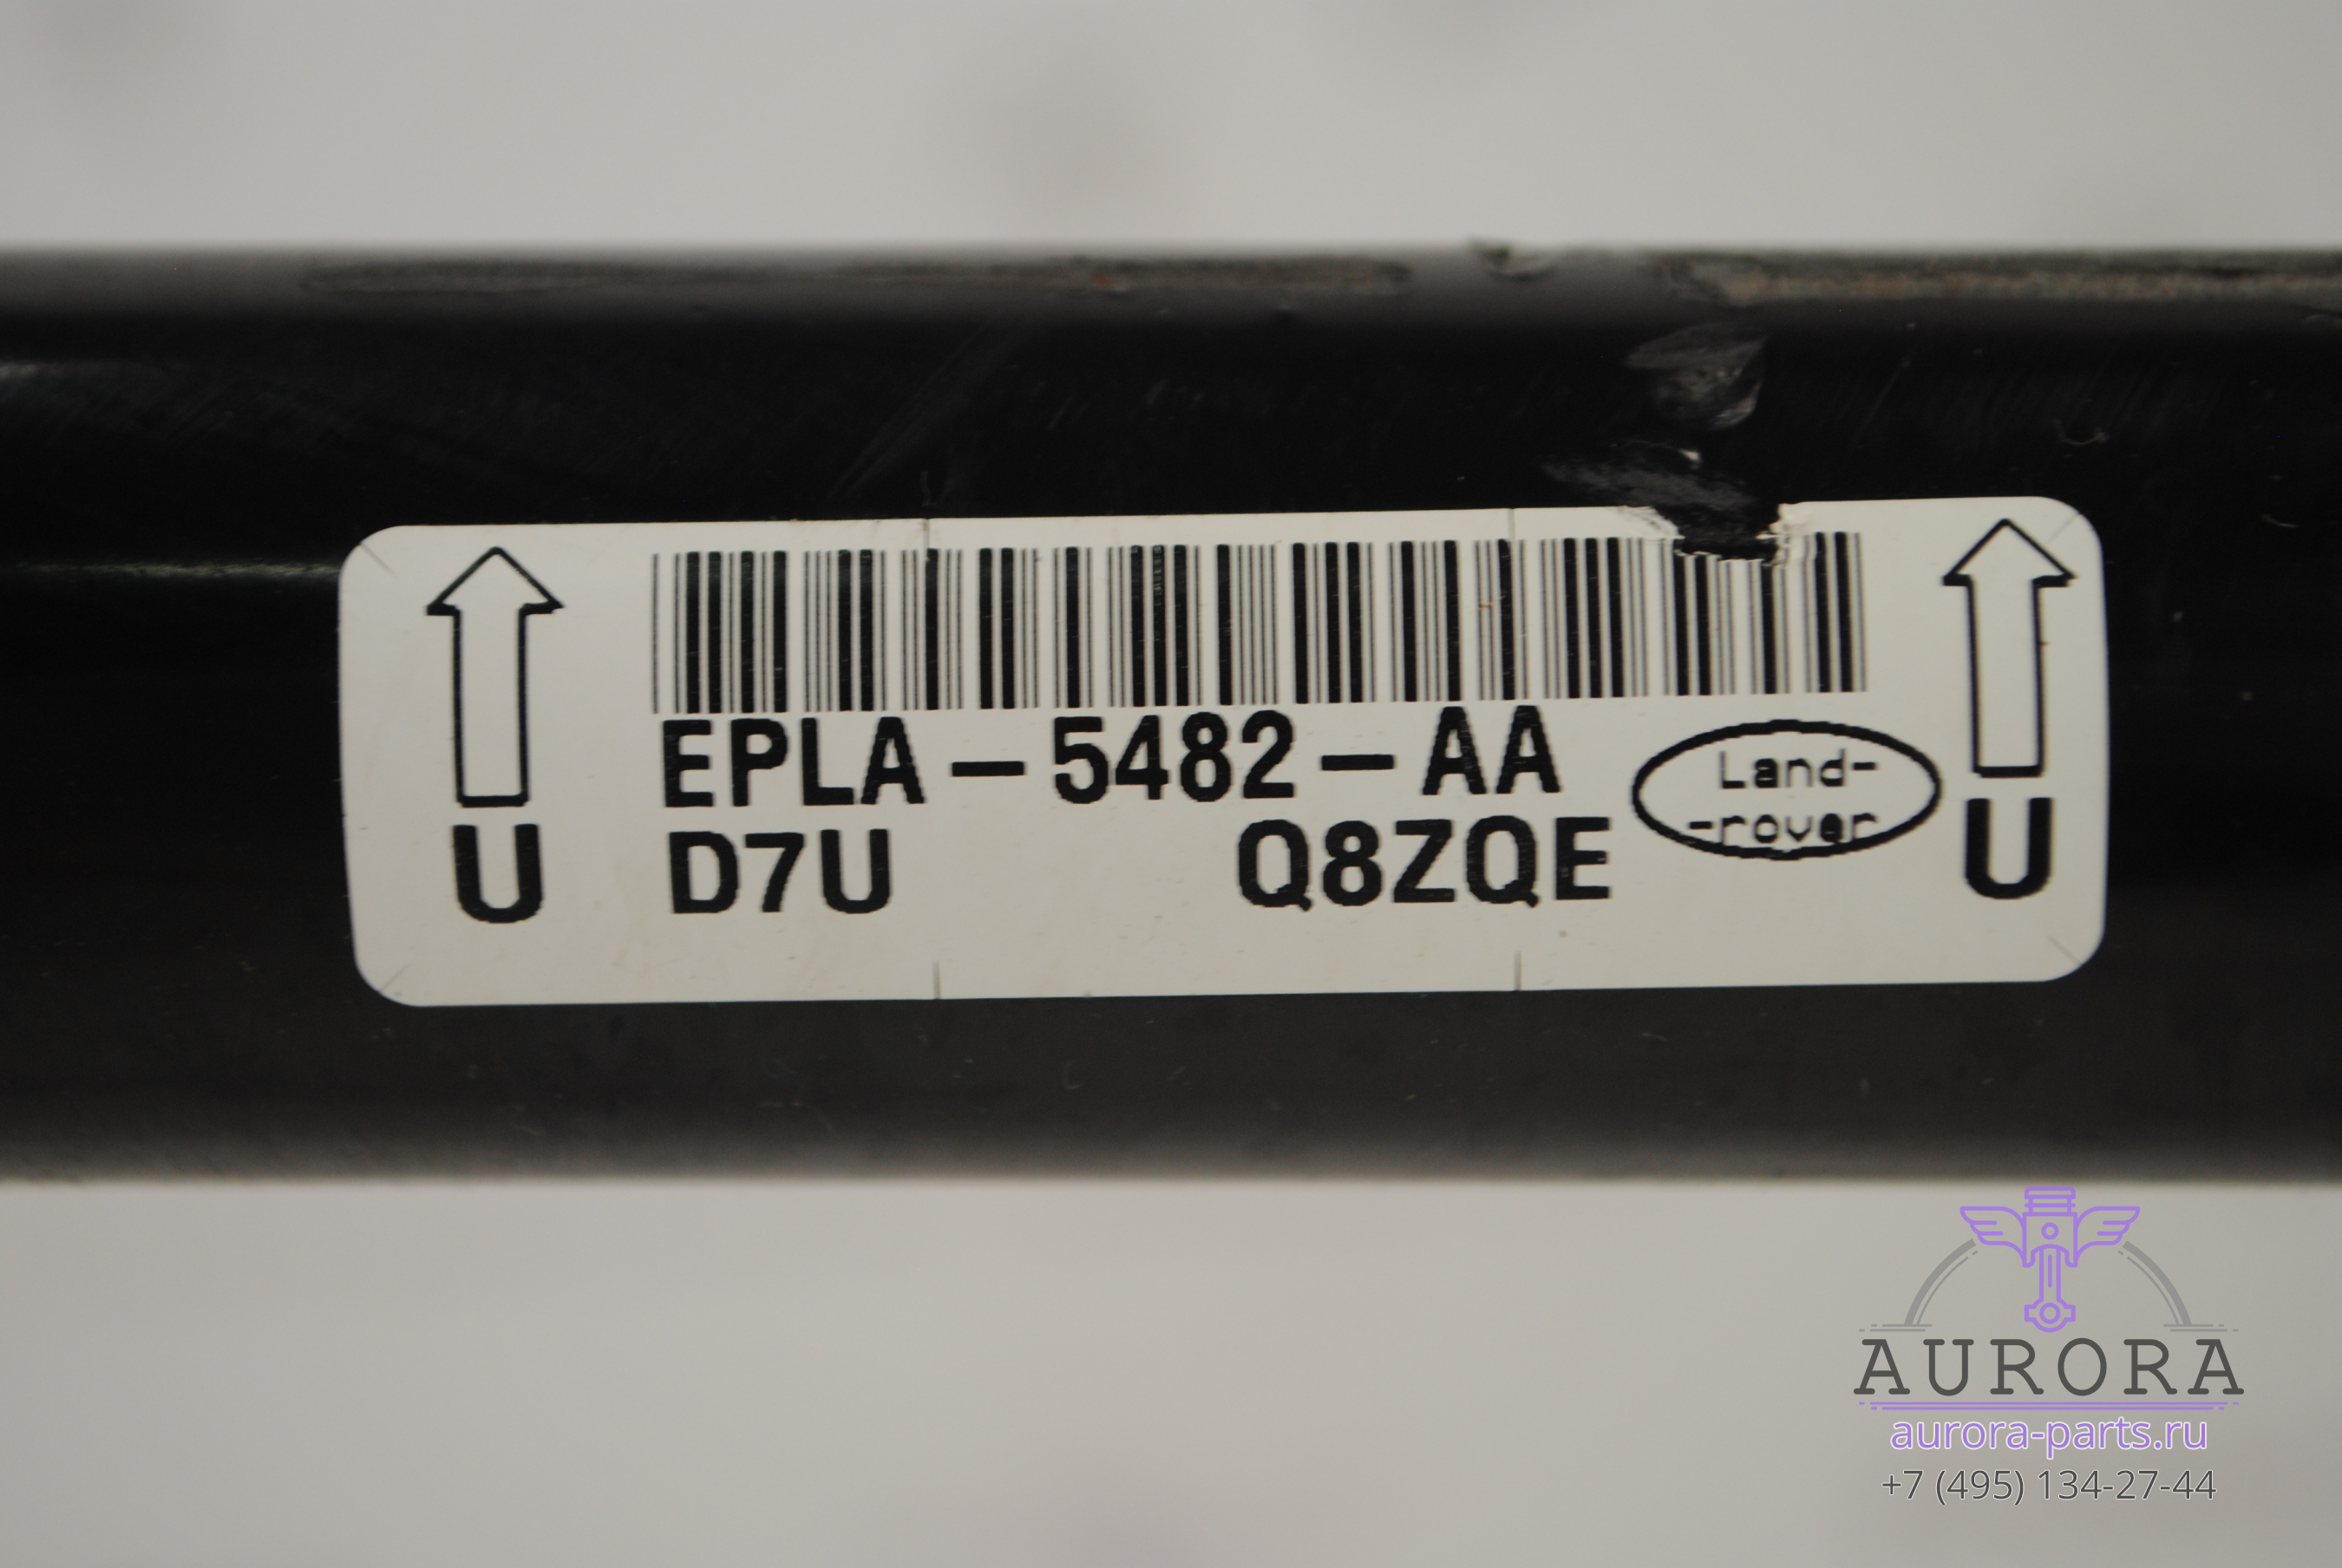 EPLA-5482-AA
D7U Q8ZQE
Land-
-rover
U
U
AURORA
aurora-parts.ru
+7 (495) 134-27-44